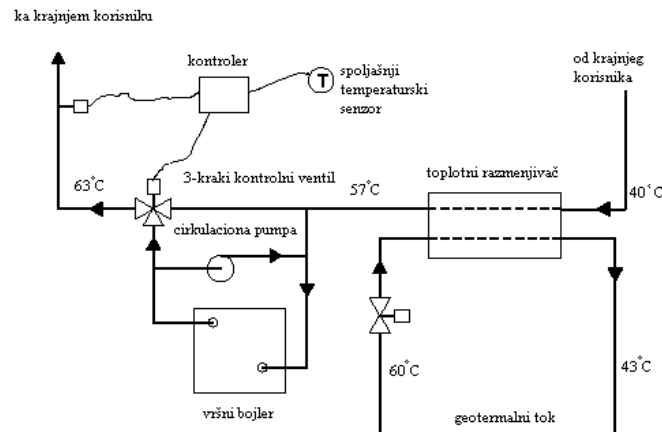 ka krajnjem korisniku
kontroler
T
spoljašnji
temperaturski
senzor
od krajnjeg
korisnika
63°C
3-kraki kontrolni ventil
57°C
toplotni razmenjivač
40°C
cirkulaciona pumpa
60°C
43°C
vršni bojler
geotermalni tok